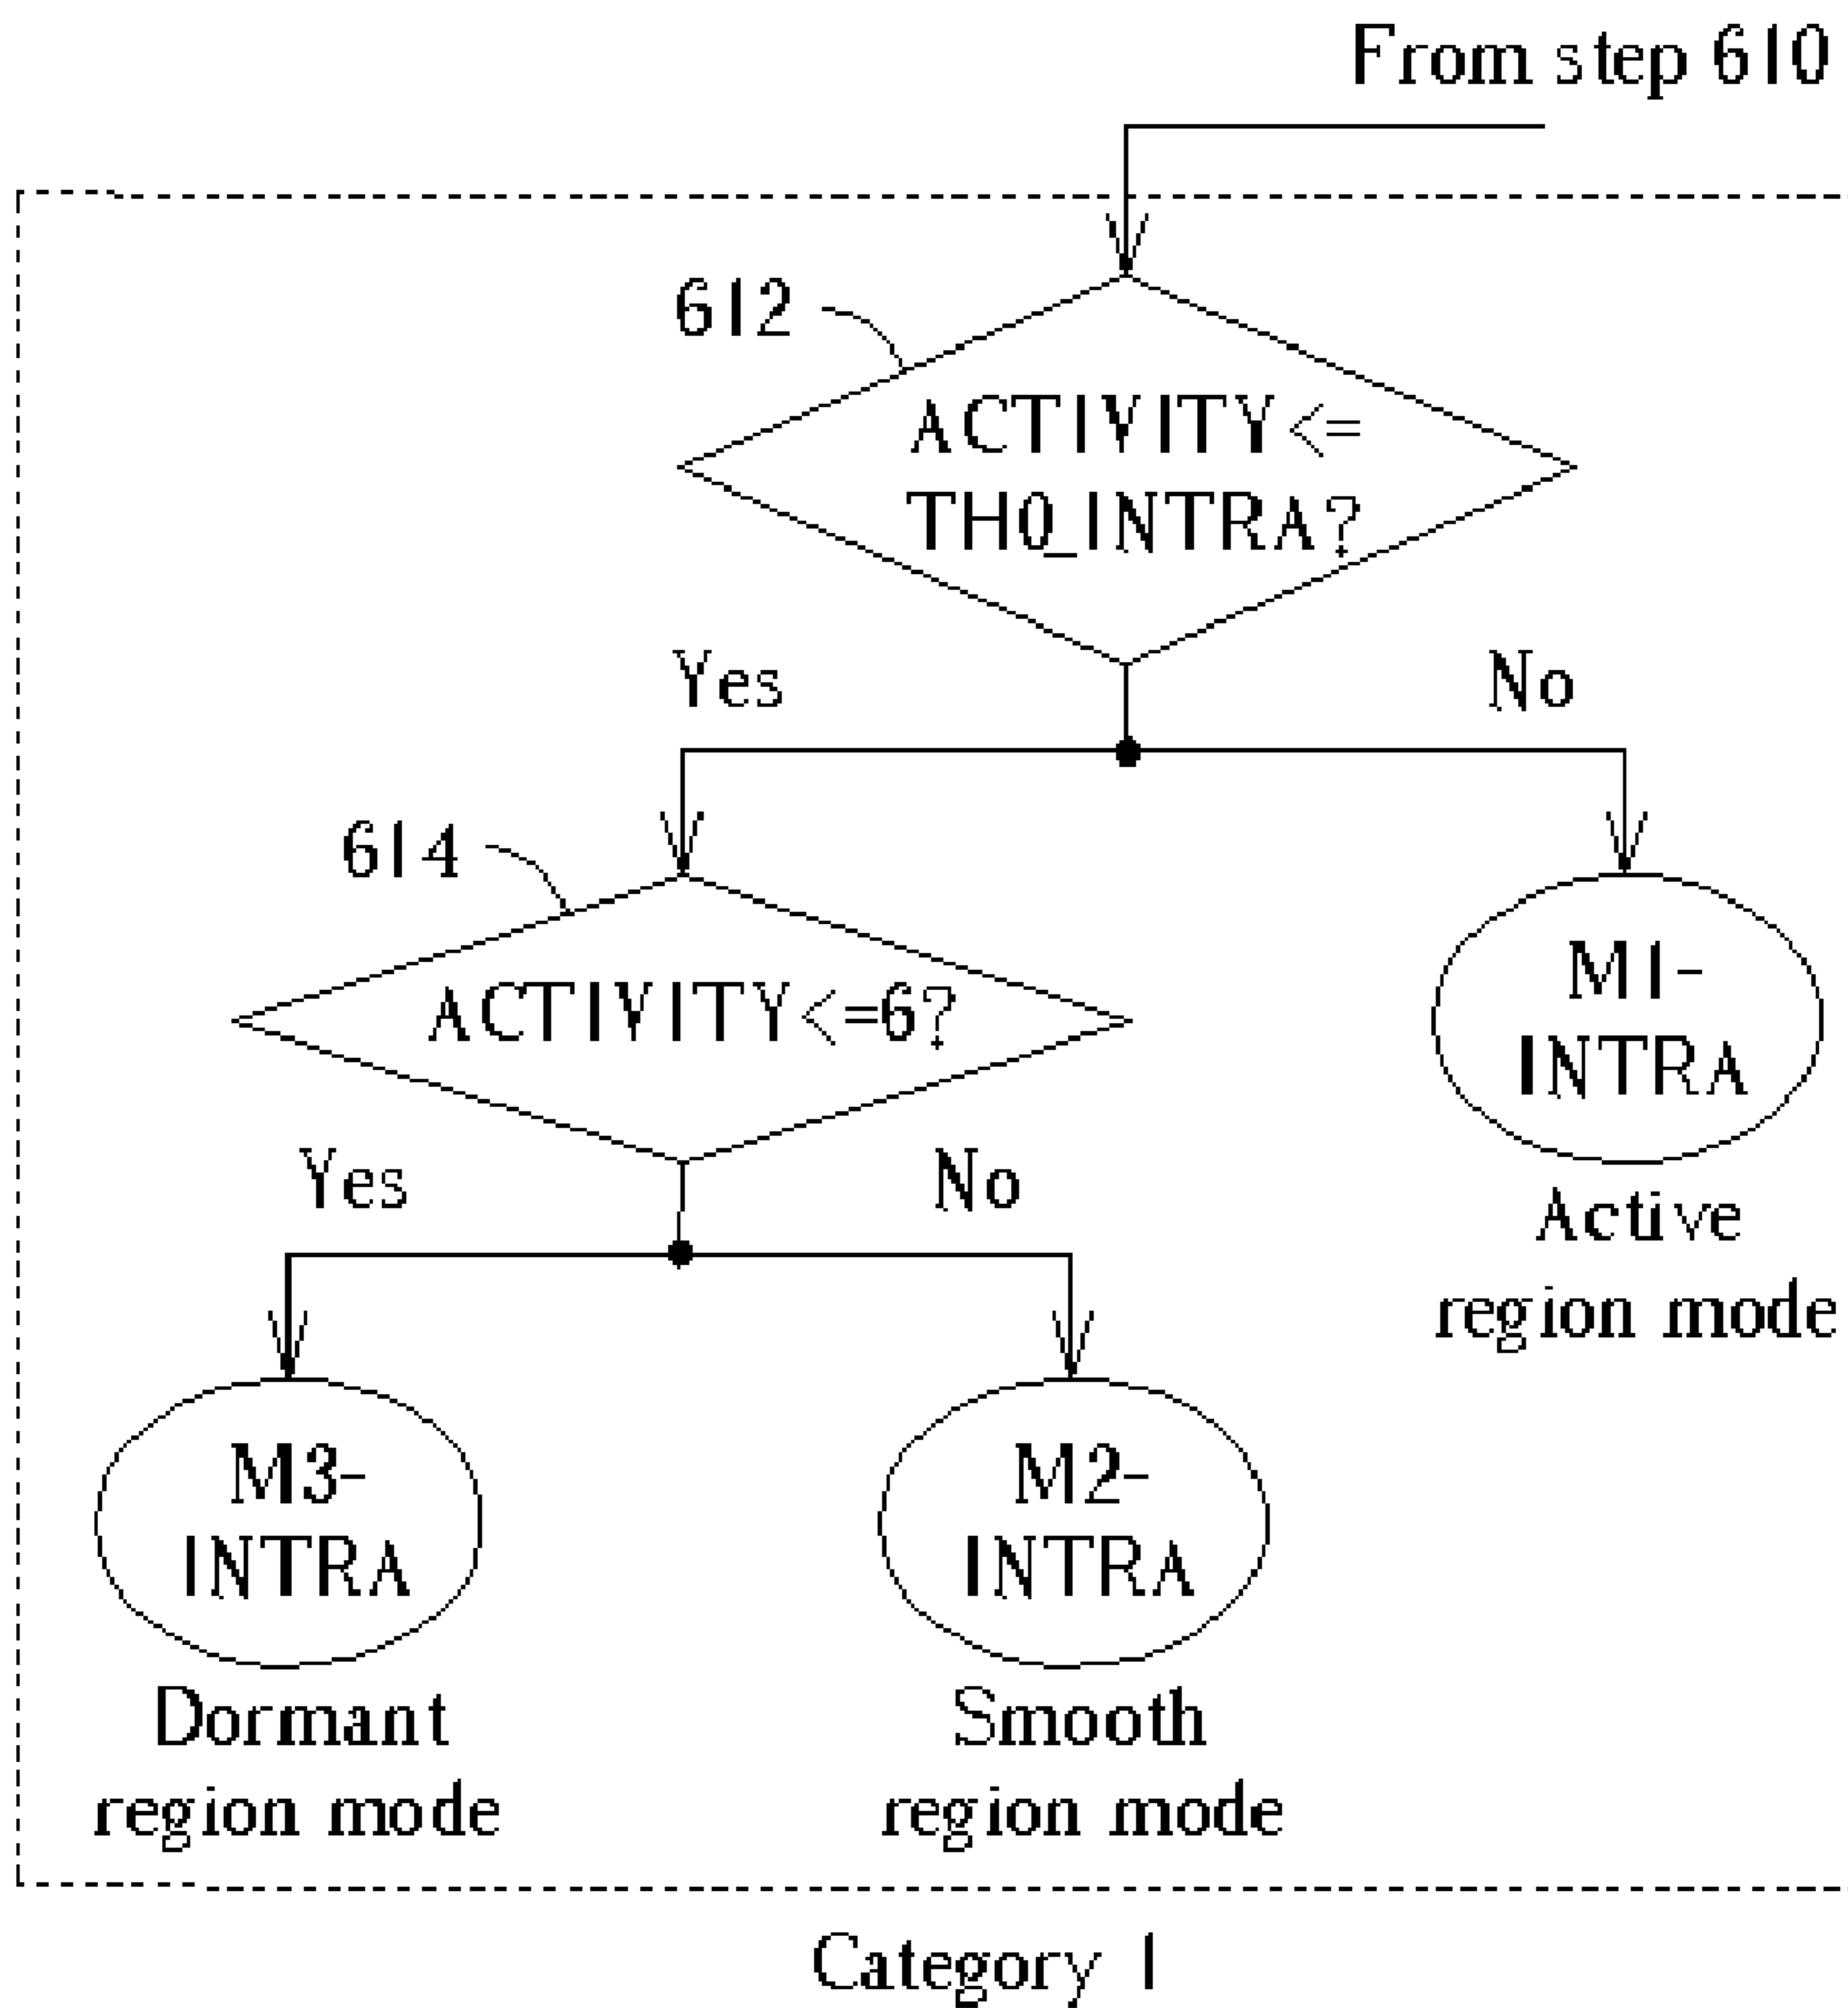 From step 610
612
ACTIVITY<=
TH0_INTRA?
Yes
No
614
ACTIVITY<=6?
M1-
INTRA
Yes
No
Active
region mode
M3-
INTRA
M2-
INTRA
Dormant
region mode
Smooth
region mode
Category 1